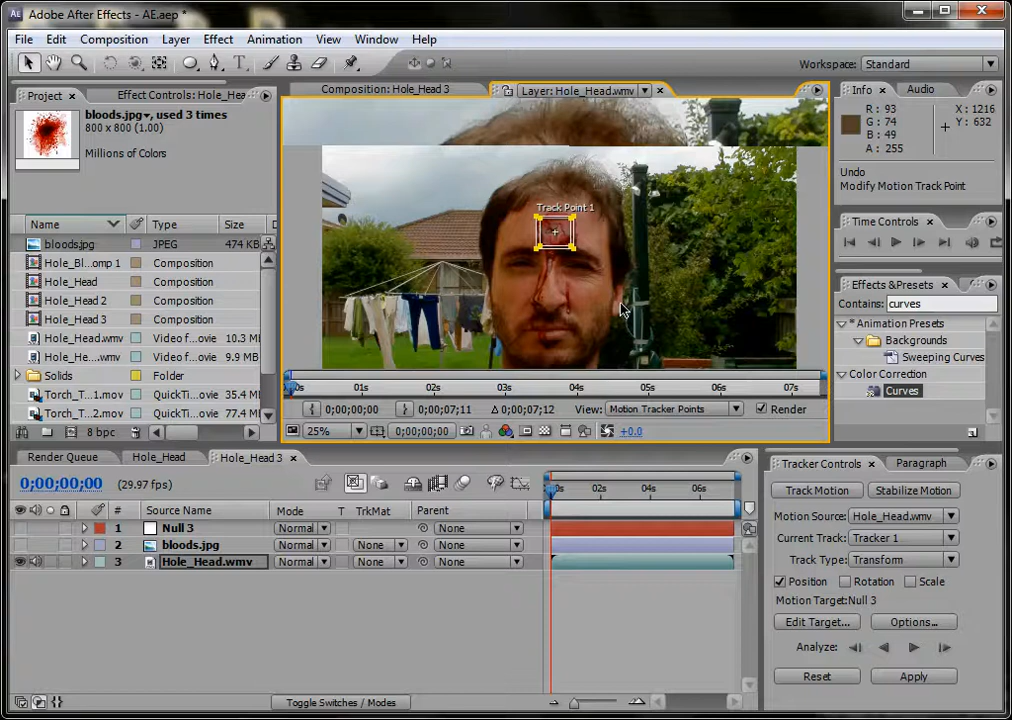 Adobe After Effects - AE.aep *
File Edit Composition Layer Effect Animation View Window Help
Workspace: Standard
Project × Effect Controls: Hole_Hea
bloods.jpg, used 3 times
800 x 800 (1.00)
Millions of Colors
Name Type Size
bloods.jpg JPEG 474 KB
Hole_Bl...omp 1 Composition
Hole_Head Composition
Hole_Head 2 Composition
Hole_Head 3 Composition
Hole_Head.wmv Video f...ovie 10.3 M
Hole_He....wmv Video f...ovie 9.9 MB
Solids Folder
Torch_T...1.mov QuickTi...ovie 35.4 M
Torch_T...2.mov QuickTi...ovie 77.4 M
8 bpc
Composition: Hole_Head 3 Layer: Hole_Head.wmv ×
Track Point 1
0s 01s 02s 03s 04s 05s 06s 07s
0;00;00;00 0;00;07;11 Δ 0;00;07;12 View: Motion Tracker Points Render
25% 0;00;00;00 +0.0
Info × Audio
R: 93
G: 74
B: 49
A: 255
X: 1216
Y: 632
Undo
Modify Motion Track Point
Time Controls ×
Effects & Presets ×
Contains: curves
* Animation Presets
Backgrounds
Sweeping Curves
Color Correction
Curves
Render Queue Hole_Head Hole_Head 3 ×
0;00;00;00 (29.97 fps)
# Source Name Mode T TrkMat Parent
0s 02s 04s 06s
1 Null 3 Normal None
2 bloods.jpg Normal None None
3 Hole_Head.wmv Normal None None
Toggle Switches / Modes
Tracker Controls × Paragraph
Track Motion Stabilize Motion
Motion Source: Hole_Head.wmv
Current Track: Tracker 1
Track Type: Transform
Position Rotation Scale
Motion Target:Null 3
Edit Target... Options...
Analyze:
Reset Apply